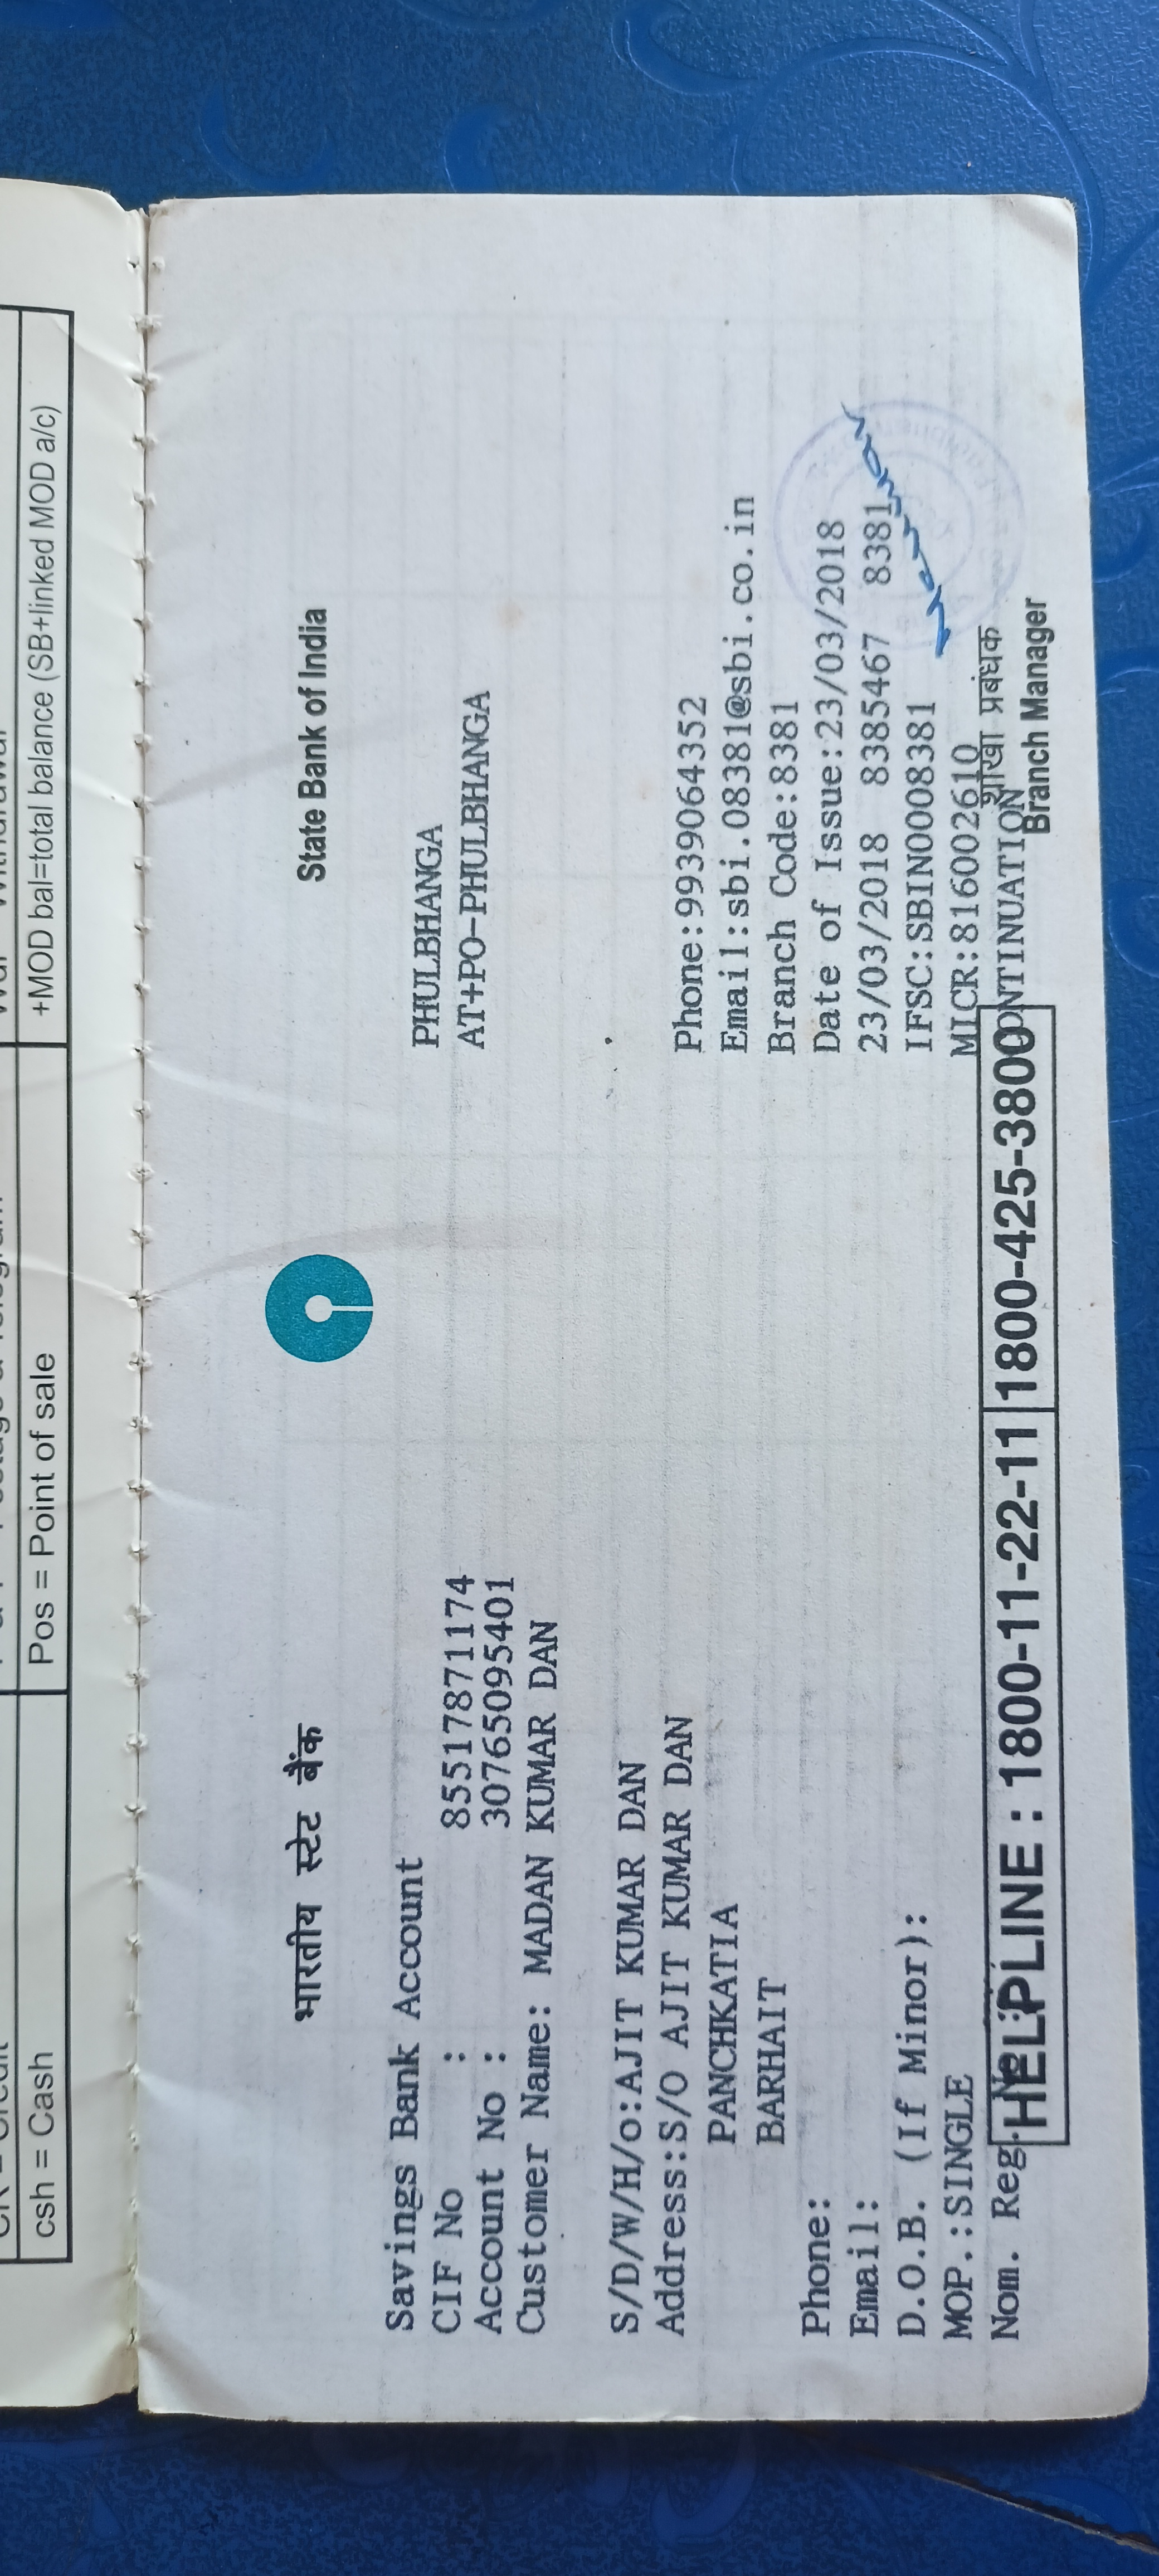 csh = Cash
Pos = Point of sale
+MOD bal=total balance (SB+linked MOD a/c)
भारतीय स्टेट बैंक
State Bank of India
Savings Bank Account
CIF No : 85517871174
Account No : 30765095401
Customer Name: MADAN KUMAR DAN
S/D/W/H/o:AJIT KUMAR DAN
Address:S/O AJIT KUMAR DAN
PANCHKATIA
BARHAIT
Phone:
Email:
D.O.B. (If Minor):
MOP.:SINGLE
Nom. Reg. No
PHULBHANGA
AT+PO-PHULBHANGA
Phone:9939064352
Email:sbi.08381@sbi.co.in
Branch Code:8381
Date of Issue:23/03/2018
23/03/2018 8385467 8381
IFSC:SBIN0008381
MICR:816002610
CONTINUATION
शाखा प्रबंधक
Branch Manager
HELPLINE : 1800-11-22-11 1800-425-3800